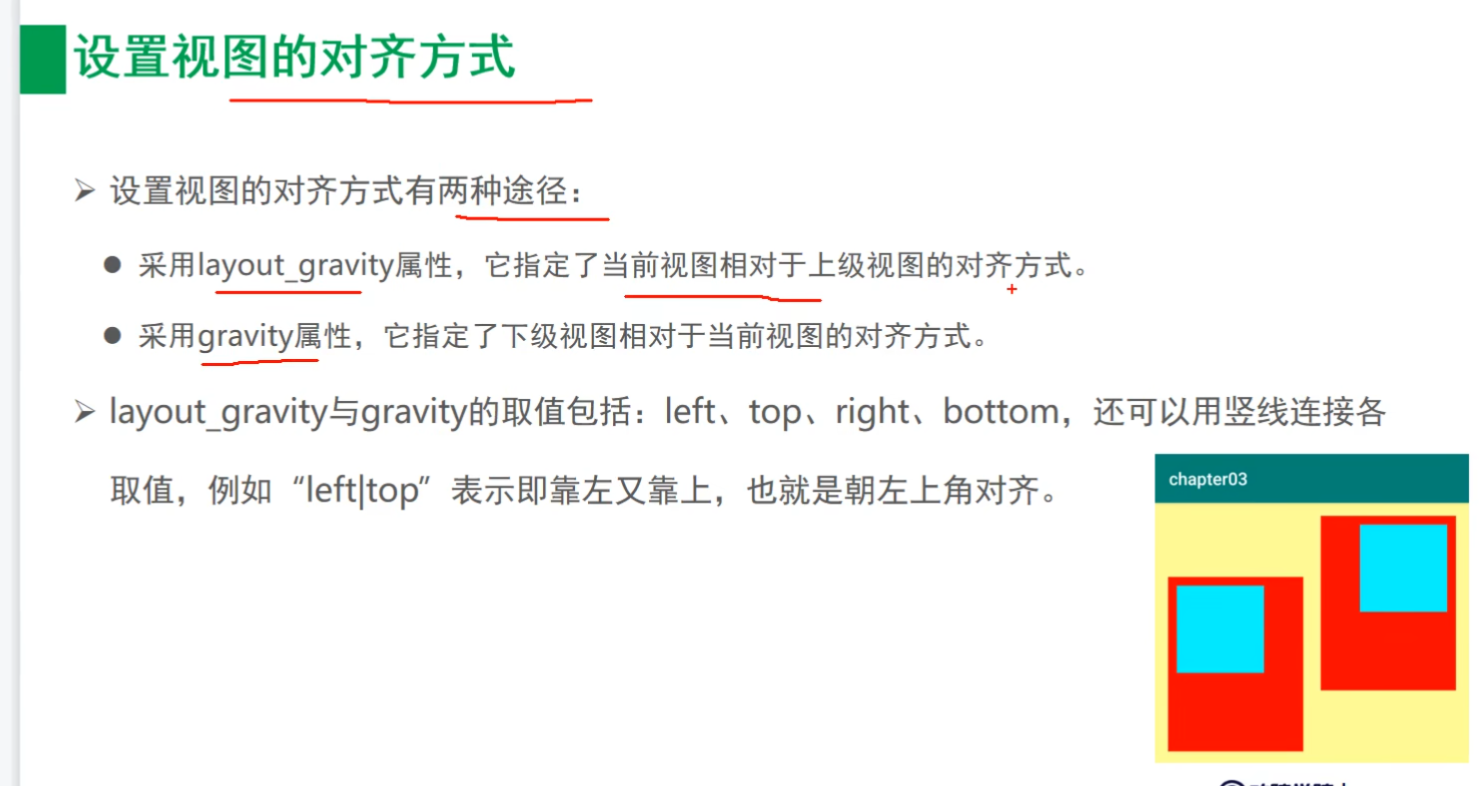 设置视图的对齐方式
设置视图的对齐方式有两种途径：
采用layout_gravity属性，它指定了当前视图相对于上级视图的对齐方式。
采用gravity属性，它指定了下级视图相对于当前视图的对齐方式。
layout_gravity与gravity的取值包括：left、top、right、bottom，还可以用竖线连接各
取值，例如“left|top”表示即靠左又靠上，也就是朝左上角对齐。
chapter03